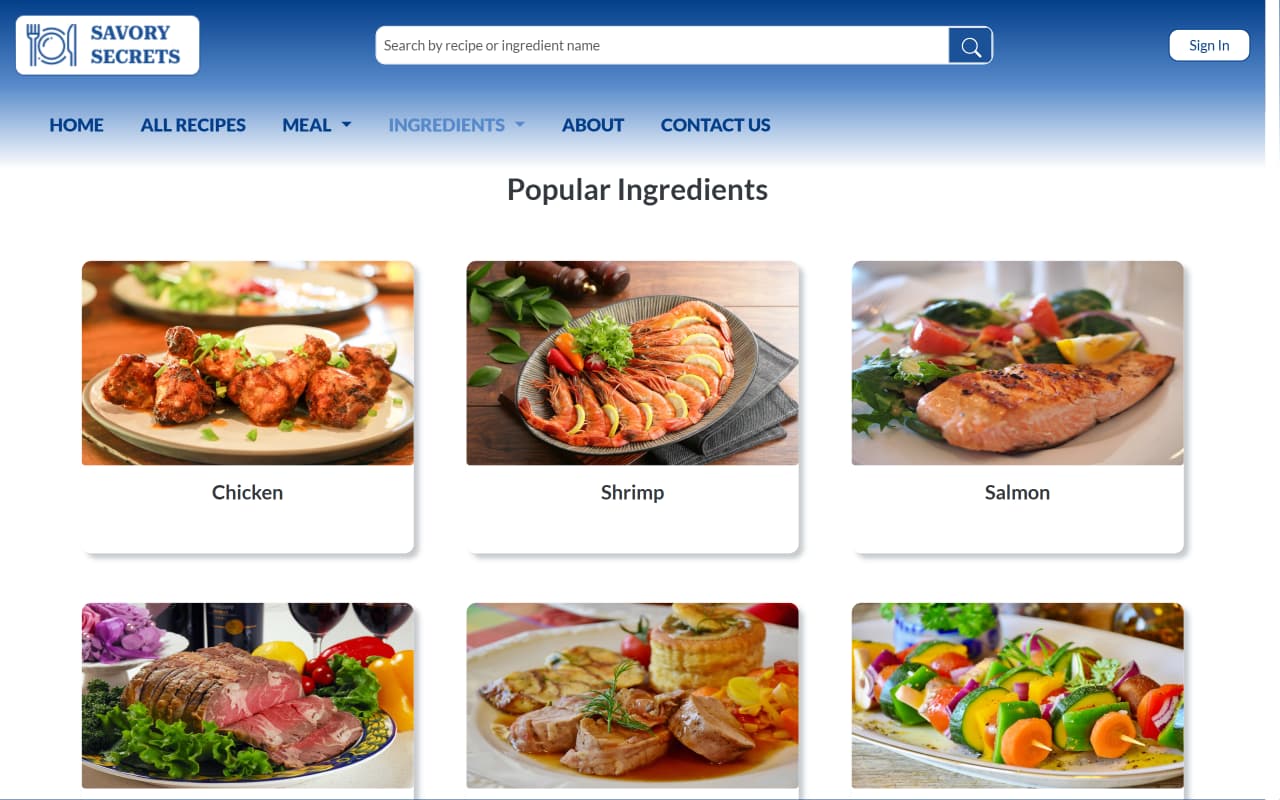 SAVORY
SECRETS
Search by recipe or ingredient name
Sign In
HOME
ALL RECIPES
MEAL
INGREDIENTS
ABOUT
CONTACT US
Popular Ingredients
Chicken
Shrimp
Salmon